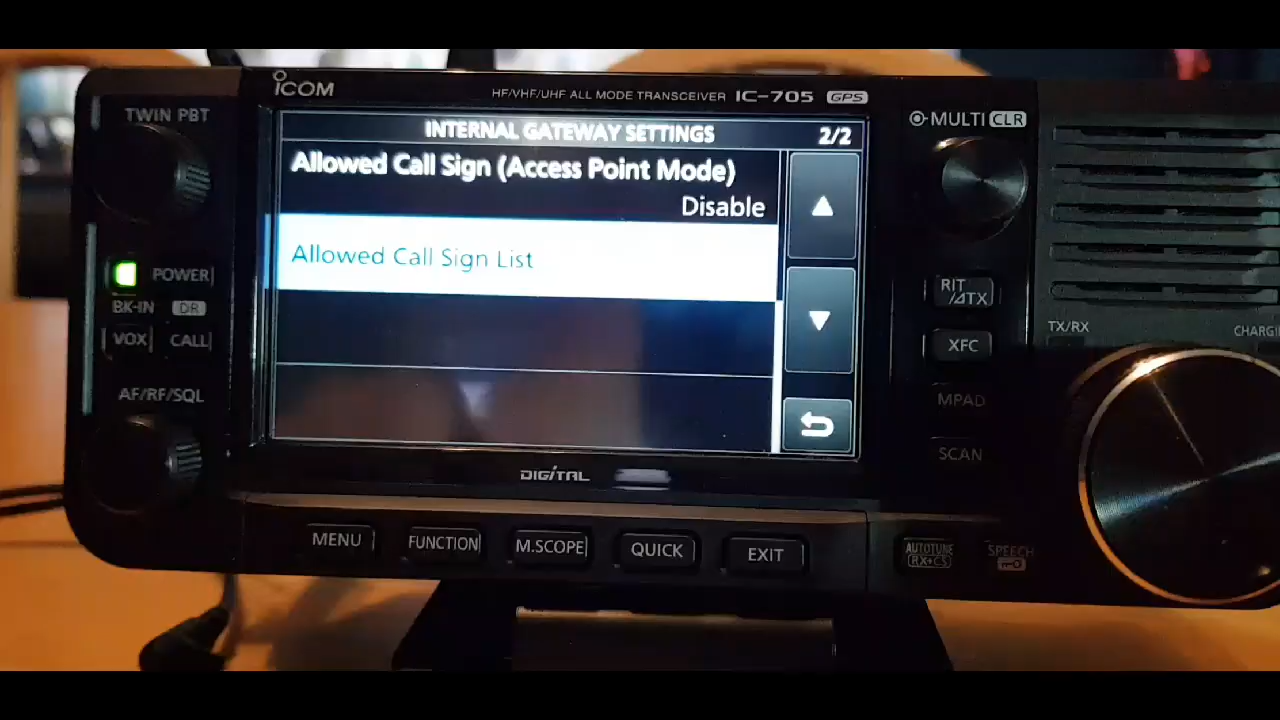 ICOM
HF/VHF/UHF ALL MODE TRANSCEIVER IC-705 GPS
TWIN PBT
MULTI CLR
INTERNAL GATEWAY SETTINGS 2/2
Allowed Call Sign (Access Point Mode)
Disable
Allowed Call Sign List
POWER
BK-IN DR
VOX CALL
AF/RF/SQL
RIT
/ΔTX
TX/RX
XFC
MPAD
SCAN
DIGITAL
MENU FUNCTION M.SCOPE QUICK EXIT
AUTOTUNE
RX→CS
SPEECH